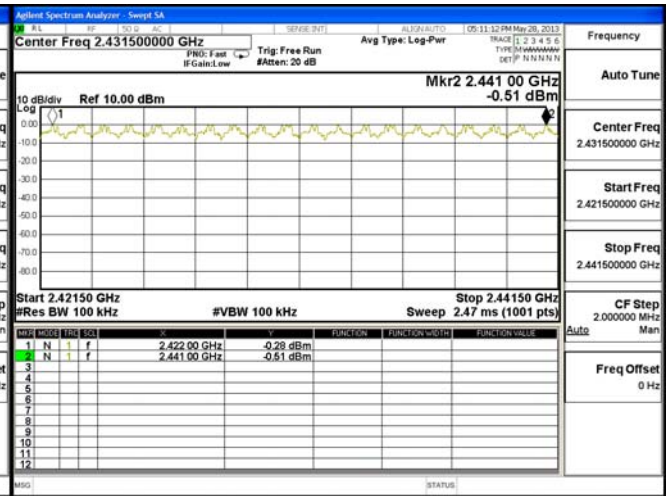 Agilent Spectrum Analyzer - Swept SA
RL RF 50 Ω AC SENSE:INT ALIGNAUTO 05:11:12 PM May 28, 2013
Center Freq 2.431500000 GHz
PNO: Fast
IFGain:Low
Trig: Free Run
#Atten: 20 dB
Avg Type: Log-Pwr
TRACE 1 2 3 4 5 6
TYPE M
DET P N N N N N
Mkr2 2.441 00 GHz
-0.51 dBm
10 dB/div Ref 10.00 dBm
Log
1
2
0.00
-10.0
-20.0
-30.0
-40.0
-50.0
-60.0
-70.0
-80.0
Start 2.42150 GHz Stop 2.44150 GHz
#Res BW 100 kHz #VBW 100 kHz Sweep 2.47 ms (1001 pts)
MKR MODE TRC SCL X Y FUNCTION FUNCTION WIDTH FUNCTION VALUE
1 N 1 f 2.422 00 GHz -0.28 dBm
2 N 1 f 2.441 00 GHz -0.51 dBm
3
4
5
6
7
8
9
10
11
12
MSG STATUS
Frequency
Auto Tune
Center Freq
2.431500000 GHz
Start Freq
2.421500000 GHz
Stop Freq
2.441500000 GHz
CF Step
2.000000 MHz
Auto Man
Freq Offset
0 Hz